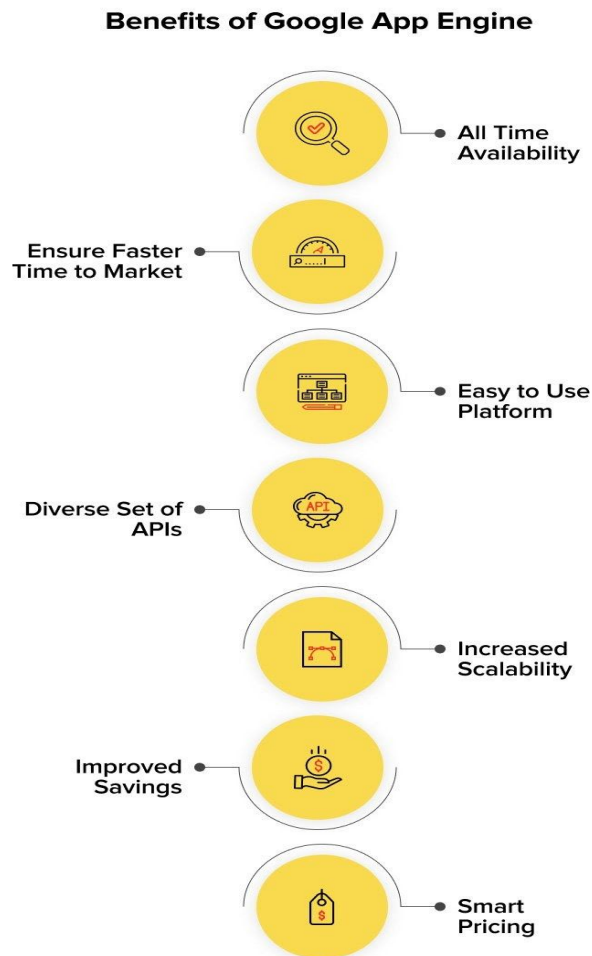 Benefits of Google App Engine
All Time
Availability
Ensure Faster
Time to Market
Easy to Use
Platform
Diverse Set of
APIs
API
Increased
Scalability
Improved
Savings
$
Smart
Pricing
$